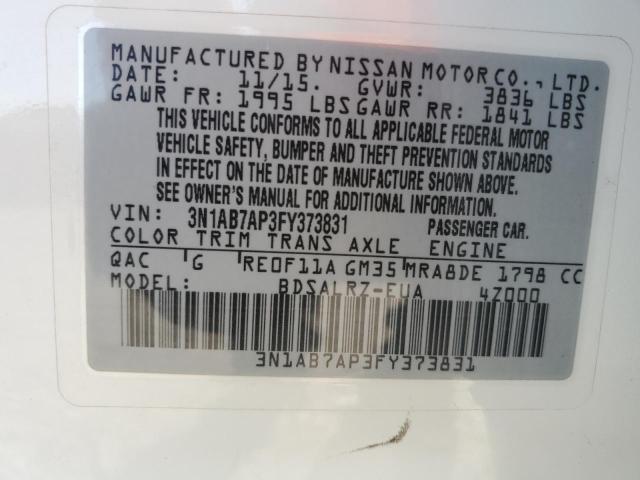 MANUFACTURED BY NISSAN MOTOR CO., LTD.
DATE: 11/15. GVWR: 3836 LBS
GAWR FR: 1995 LBS GAWR RR: 1841 LBS
THIS VEHICLE CONFORMS TO ALL APPLICABLE FEDERAL MOTOR
VEHICLE SAFETY, BUMPER AND THEFT PREVENTION STANDARDS
IN EFFECT ON THE DATE OF MANUFACTURE SHOWN ABOVE.
SEE OWNER'S MANUAL FOR ADDITIONAL INFORMATION.
VIN: 3N1AB7AP3FY373831 PASSENGER CAR.
COLOR TRIM TRANS AXLE ENGINE
QAC G RE0F11A GM35 MRA8DE 1798 CC
MODEL: BDSALRZ-EUA 4Z000
3N1AB7AP3FY373831